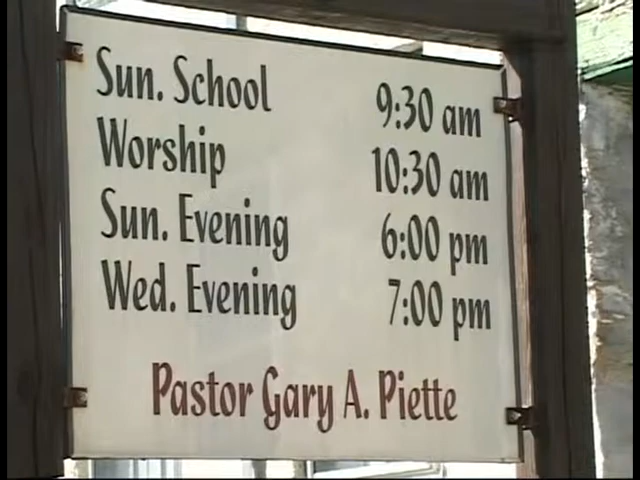 Sun. School 9:30 am
Worship 10:30 am
Sun. Evening 6:00 pm
Wed. Evening 7:00 pm
Pastor Gary A. Piette